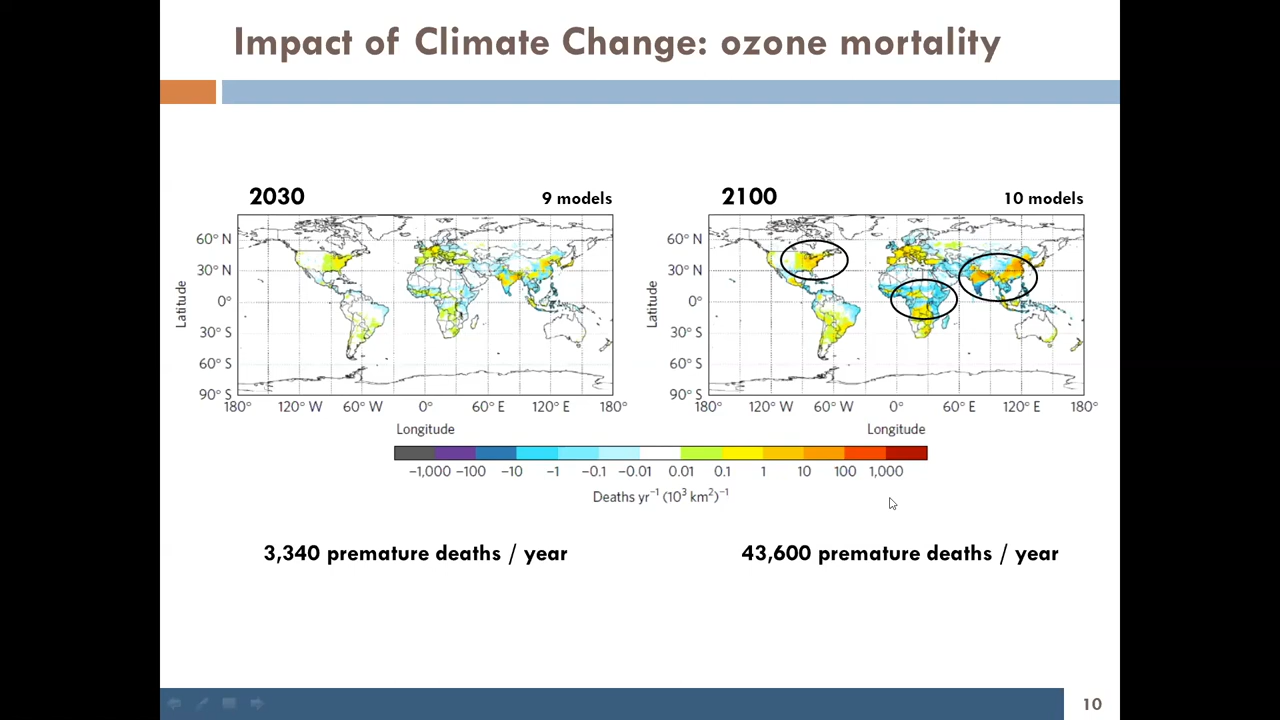 Impact of Climate Change: ozone mortality
2030
9 models
60° N
30° N
0°
30° S
60° S
90° S
Latitude
180°
120° W
60° W
0°
60° E
120° E
180°
Longitude
2100
10 models
60° N
30° N
0°
30° S
60° S
90° S
Latitude
180°
120° W
60° W
0°
60° E
120° E
180°
Longitude
−1,000 −100 −10 −1 −0.1 −0.01 0.01 0.1 1 10 100 1,000
Deaths yr⁻¹ (10³ km²)⁻¹
3,340 premature deaths / year
43,600 premature deaths / year
10